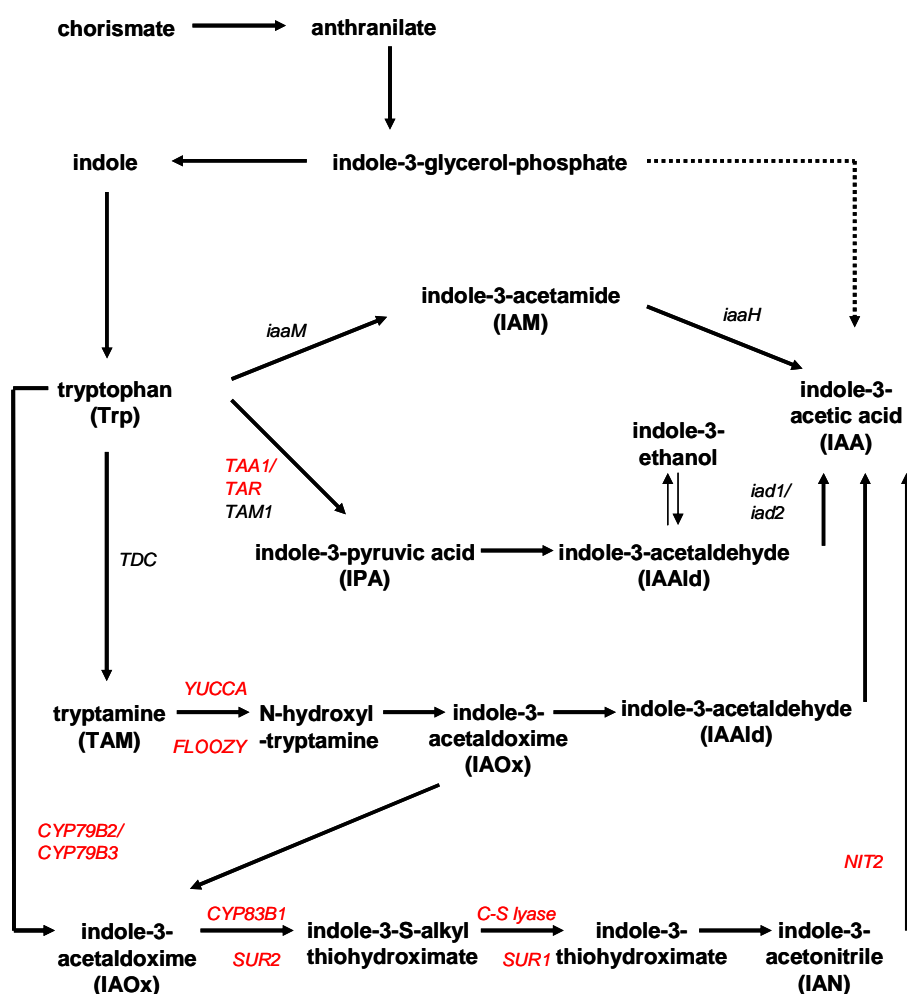 chorismate
anthranilate
indole
indole-3-glycerol-phosphate
indole-3-acetamide
(IAM)
iaaM
iaaH
tryptophan
(Trp)
indole-3-
acetic acid
(IAA)
indole-3-
ethanol
TAA1/
TAR
TAM1
iad1/
iad2
indole-3-pyruvic acid
(IPA)
indole-3-acetaldehyde
(IAAld)
TDC
YUCCA
tryptamine
(TAM)
FLOOZY
N-hydroxyl
-tryptamine
indole-3-
acetaldoxime
(IAOx)
indole-3-acetaldehyde
(IAAld)
CYP79B2/
CYP79B3
NIT2
indole-3-
acetaldoxime
(IAOx)
CYP83B1
SUR2
indole-3-S-alkyl
thiohydroximate
C-S lyase
SUR1
indole-3-
thiohydroximate
indole-3-
acetonitrile
(IAN)